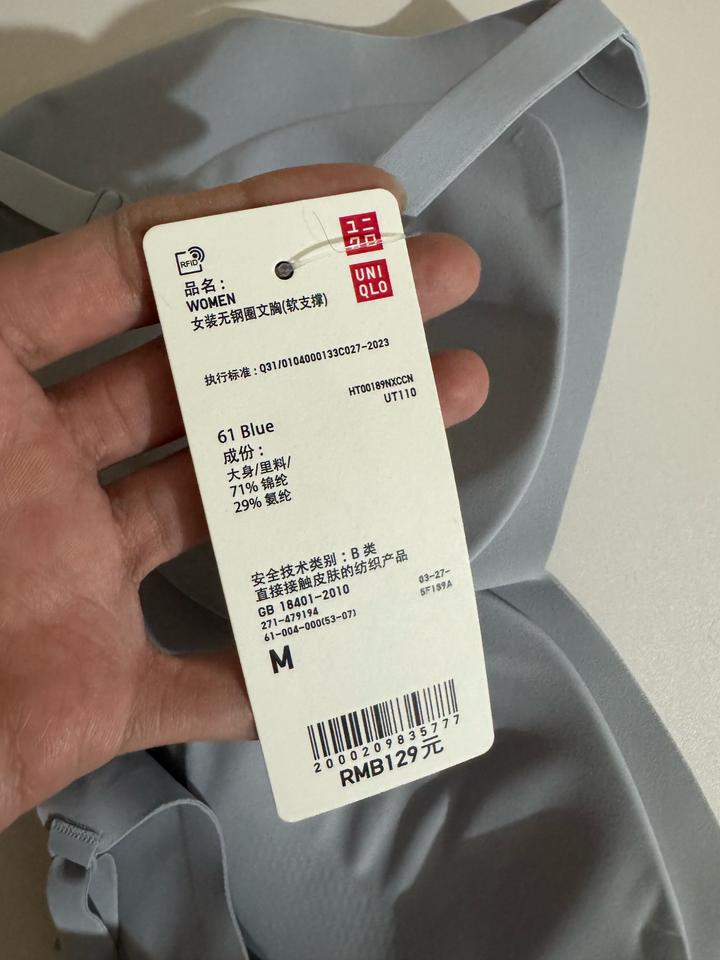 RFID
ユニ
クロ
UNI
QLO
品名：
WOMEN
女装无钢圈文胸(软支撑)
执行标准：Q31/0104000133C027-2023
HT00189NXCCN
UT110
61 Blue
成份：
大身/里料/
71% 锦纶
29% 氨纶
安全技术类别：B 类
直接接触皮肤的纺织产品
GB 18401-2010
271-479194
61-004-000(53-07)
03-27-
5F159A
M
2000209835777
RMB129元